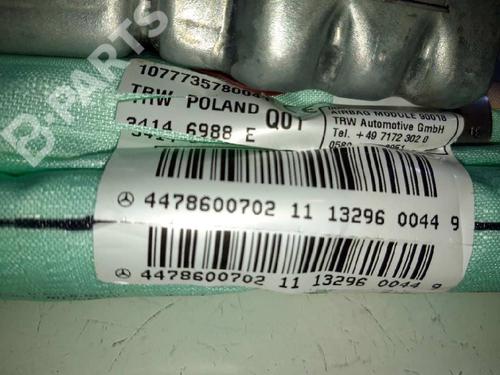 B-PARTS
TRW POLAND Q01
3414 6988 E
AIRBAG MODULE 90018
TRW Automotive GmbH
Tel. +49 7172 302 0
4478600702 11 13296 0044 9
4478600702 11 13296 0044 9